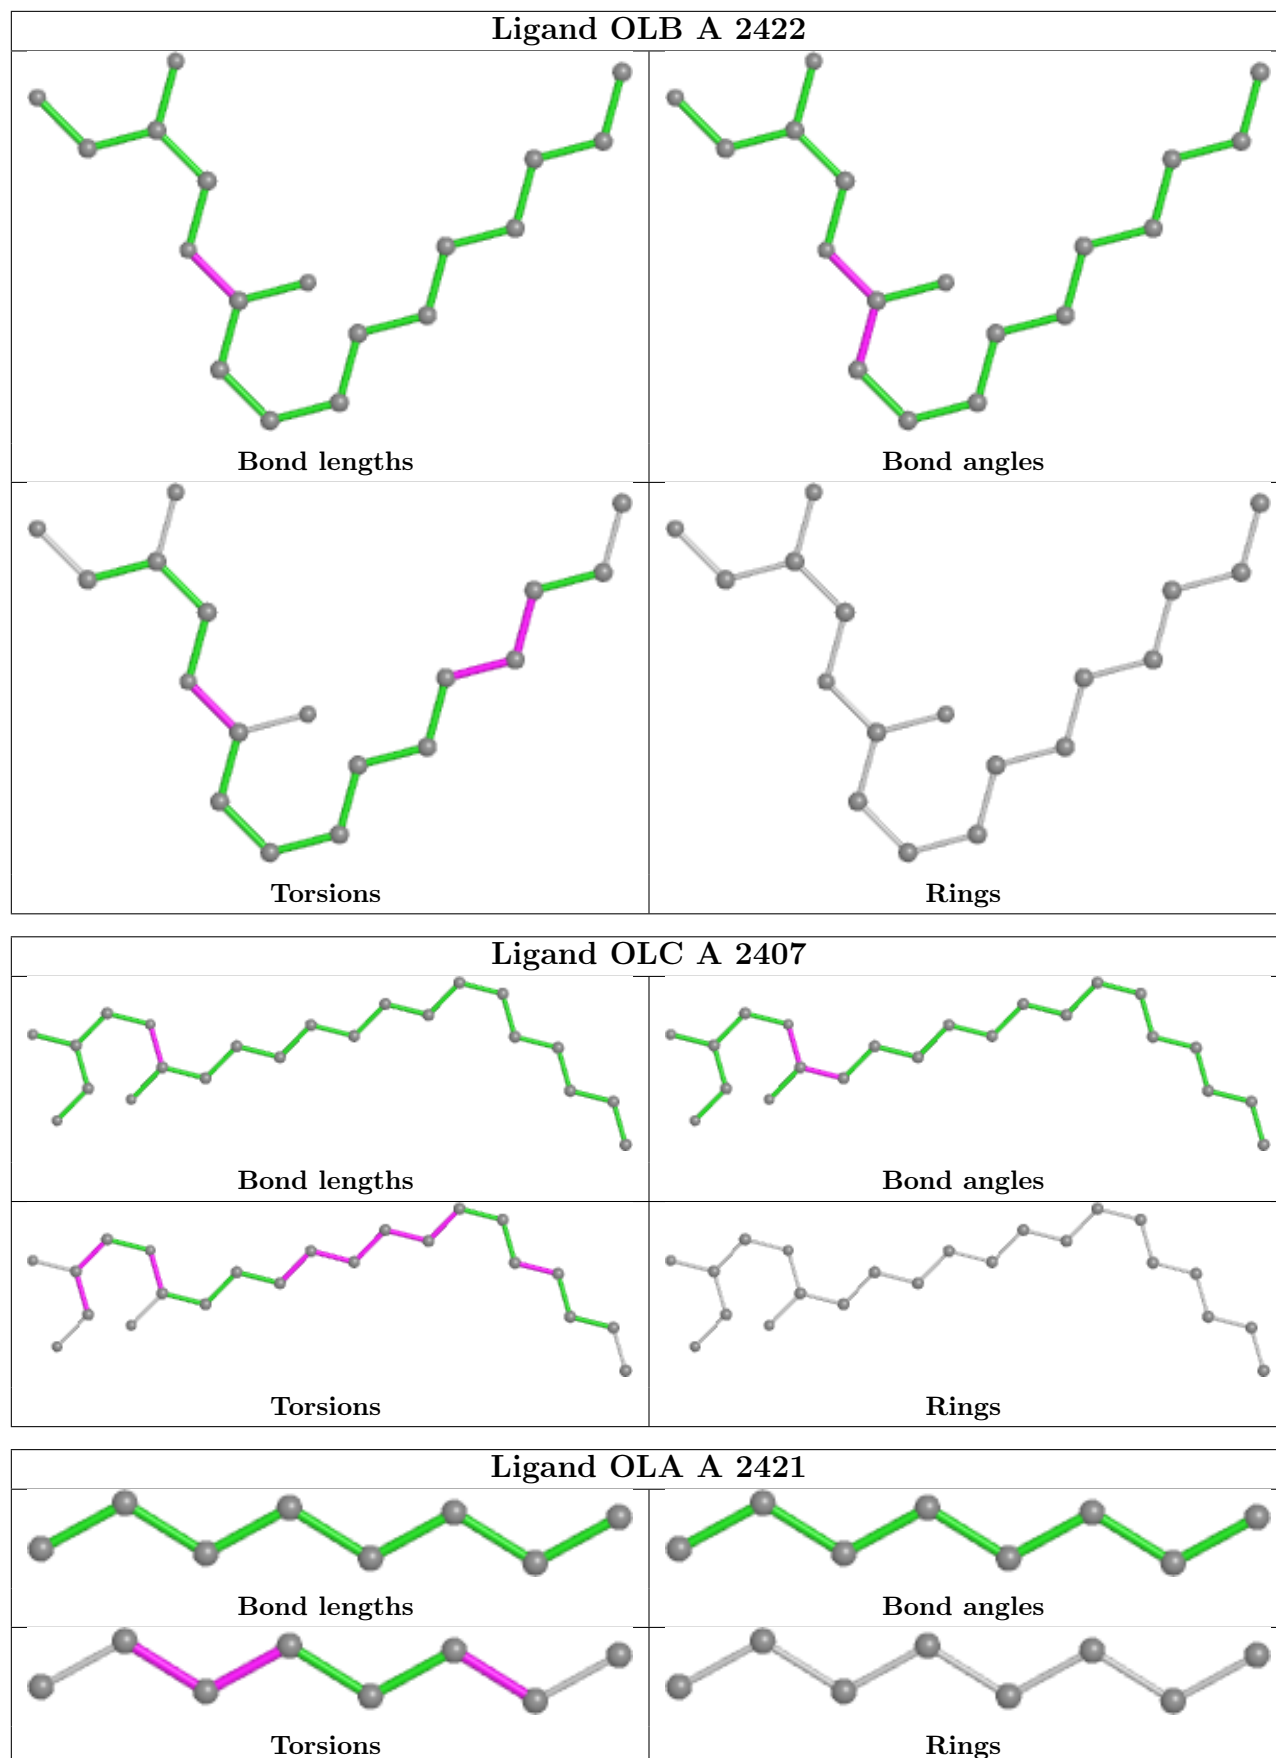 Ligand OLB A 2422
Bond lengths
Bond angles
Torsions
Rings
Ligand OLC A 2407
Bond lengths
Bond angles
Torsions
Rings
Ligand OLA A 2421
Bond lengths
Bond angles
Torsions
Rings